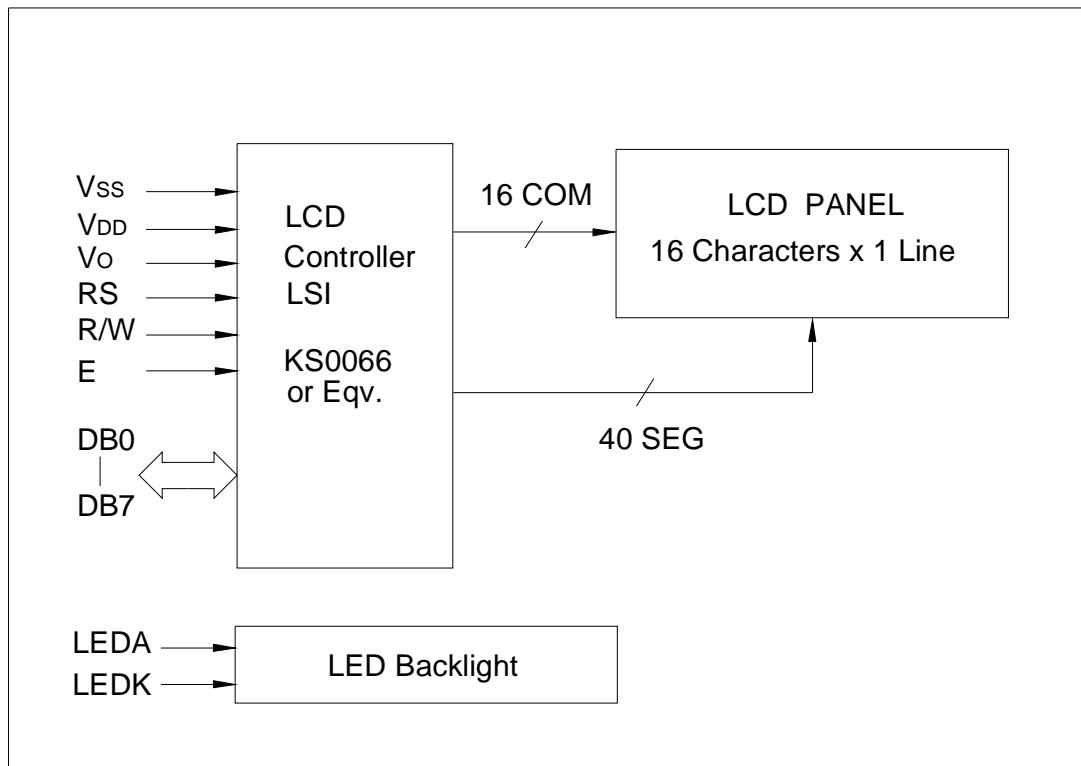 VSS
VDD
VO
RS
R/W
E
DB0
DB7
LCD
Controller
LSI
KS0066
or Eqv.
16 COM
40 SEG
LCD PANEL
16 Characters x 1 Line
LEDA
LEDK
LED Backlight